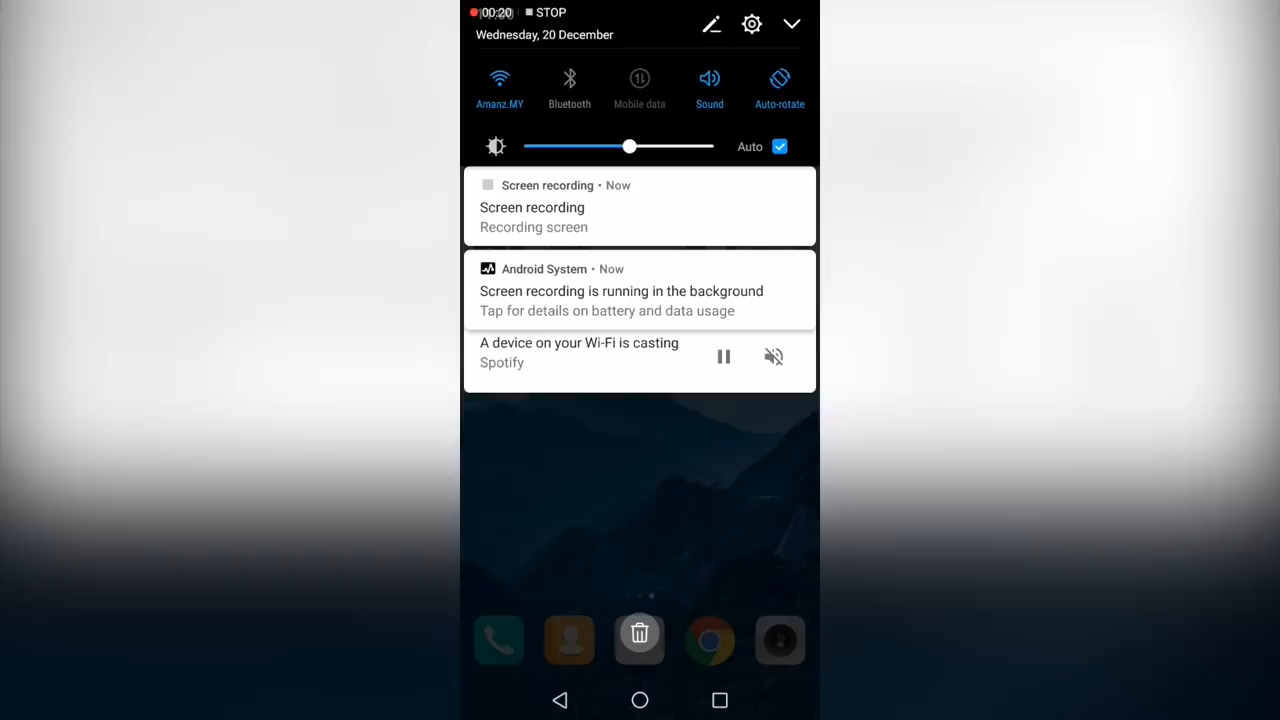 00:20 STOP
Wednesday, 20 December
Amanz.MY Bluetooth Mobile data Sound Auto-rotate
Auto
Screen recording • Now
Screen recording
Recording screen
Android System • Now
Screen recording is running in the background
Tap for details on battery and data usage
A device on your Wi-Fi is casting
Spotify